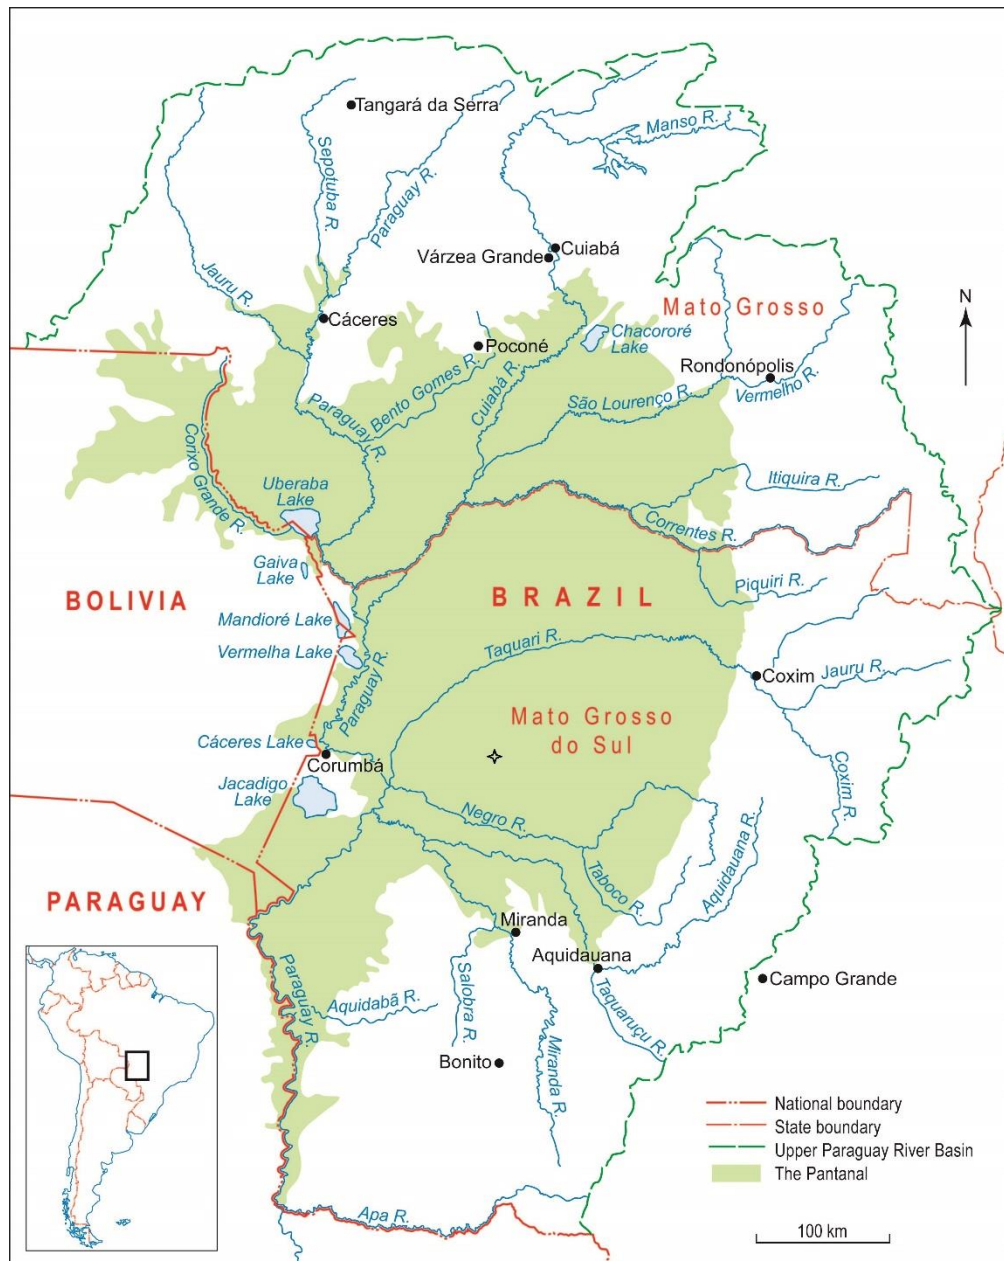 Tangará da Serra
Manso R.
Sepotuba R.
Paraguay R.
Cuiabá
Várzea Grande
Jauru R.
Mato Grosso
N
Cáceres
Chacororé
Lake
Poconé
Rondonópolis
Vermelho R.
Bento Gomes R.
Cuiabá R.
São Lourenço R.
Paraguay R.
Corixo Grande R.
Uberaba
Lake
Itiquira R.
Correntes R.
Gaiva
Lake
Piquiri R.
BOLIVIA
BRAZIL
Mandioré Lake
Taquari R.
Vermelha Lake
Paraguay R.
Coxim
Jauru R.
Mato Grosso
do Sul
Cáceres Lake
Corumbá
Jacadigo
Lake
Coxim R.
Negro R.
Aquidauana R.
Taboco R.
PARAGUAY
Miranda
Aquidauana
Campo Grande
Paraguay R.
Aquidabã R.
Salobra R.
Taquaruçu R.
Miranda R.
Bonito
National boundary
State boundary
Upper Paraguay River Basin
The Pantanal
Apa R.
100 km